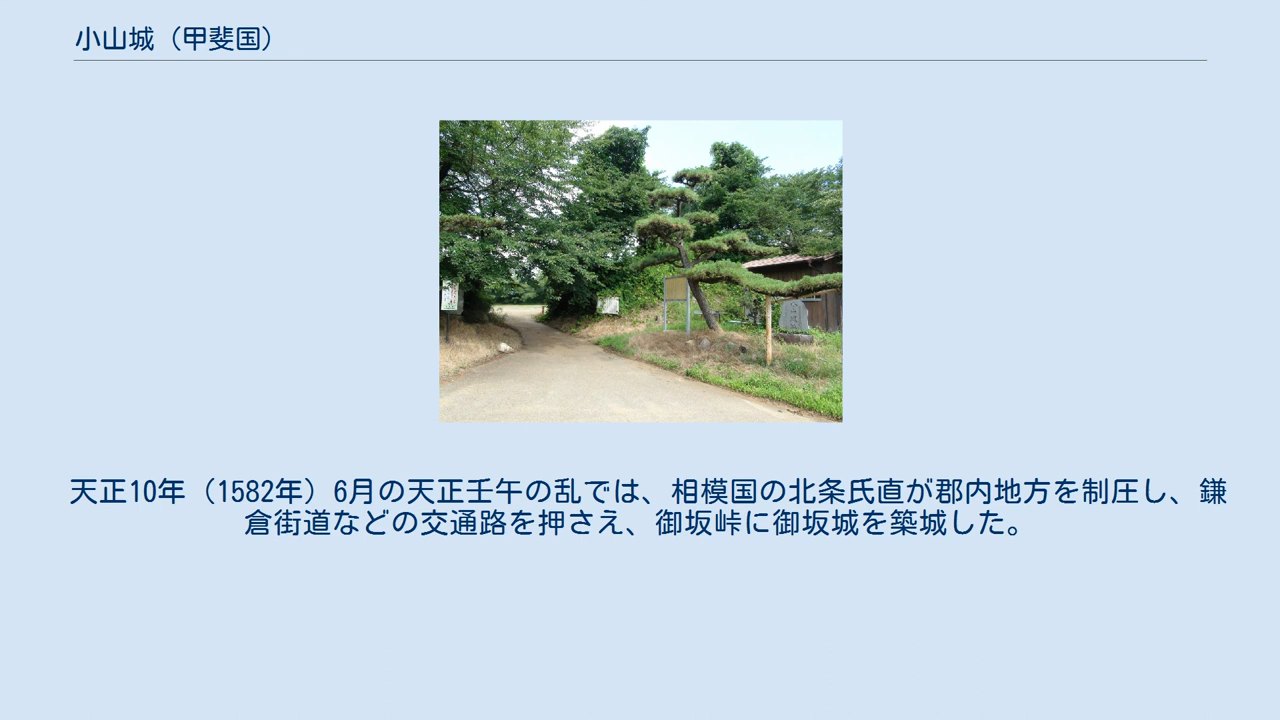 小山城（甲斐国）
天正10年（1582年）6月の天正壬午の乱では、相模国の北条氏直が郡内地方を制圧し、鎌
倉街道などの交通路を押さえ、御坂峠に御坂城を築城した。